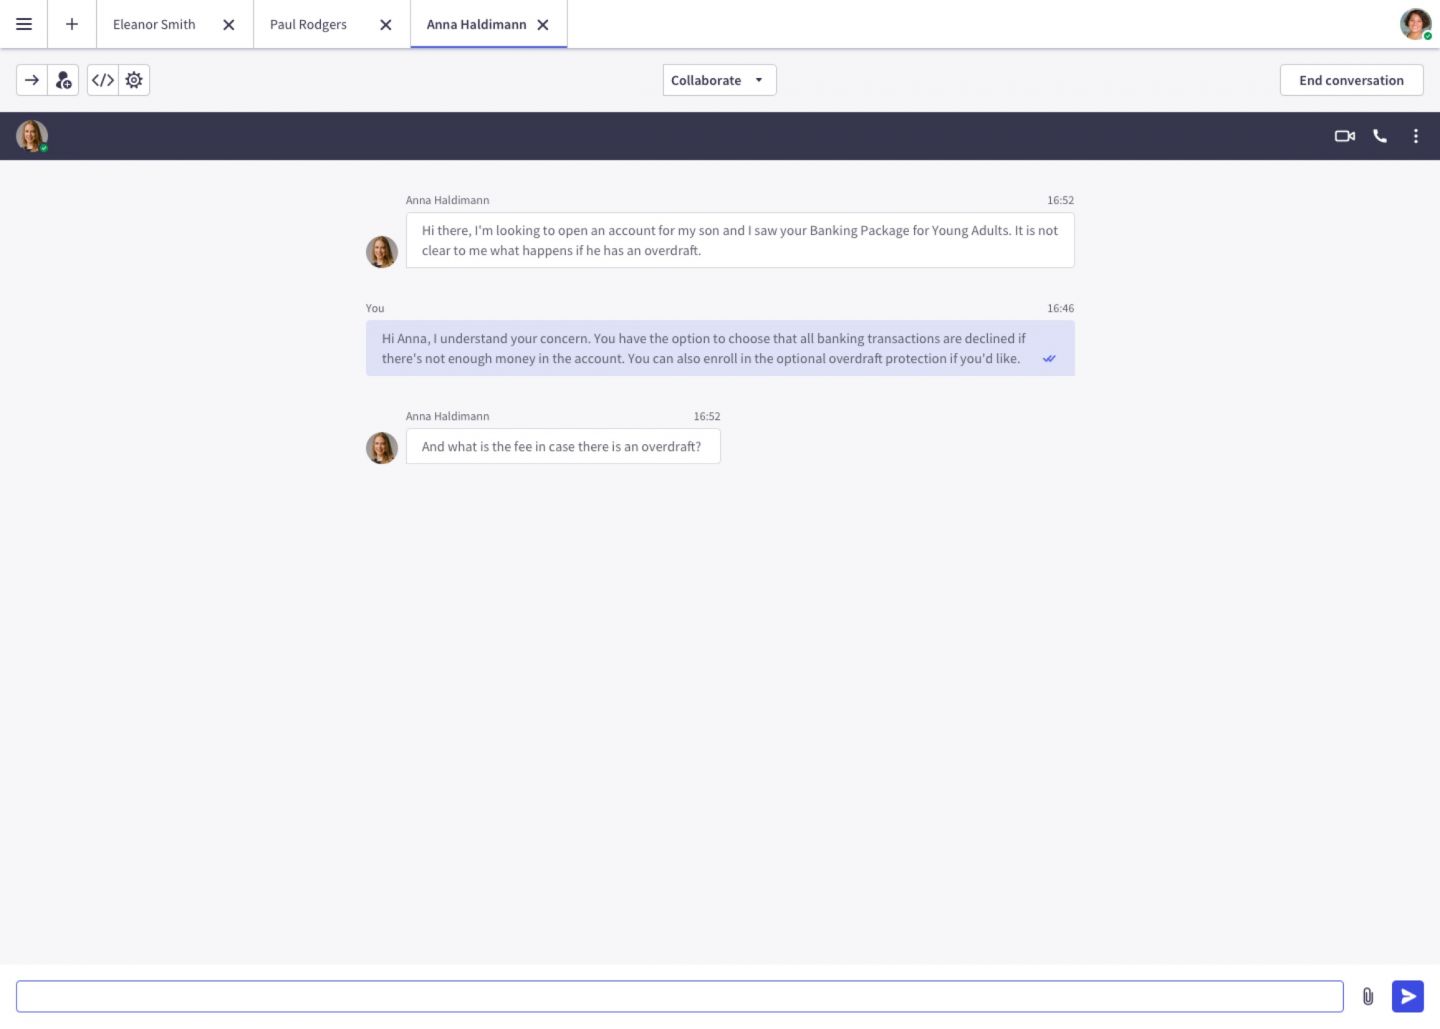 Eleanor Smith
Paul Rodgers
Anna Haldimann
Collaborate
End conversation
Anna Haldimann 16:52
Hi there, I'm looking to open an account for my son and I saw your Banking Package for Young Adults. It is not
clear to me what happens if he has an overdraft.
You 16:46
Hi Anna, I understand your concern. You have the option to choose that all banking transactions are declined if
there's not enough money in the account. You can also enroll in the optional overdraft protection if you'd like.
Anna Haldimann 16:52
And what is the fee in case there is an overdraft?